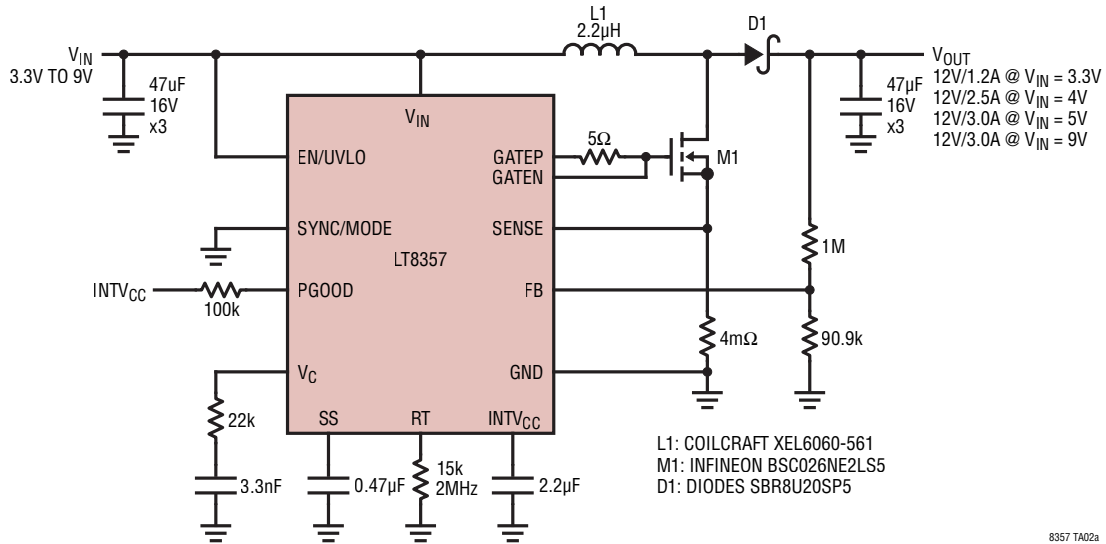 L1
2.2µH
D1
VIN
3.3V TO 9V
47uF
16V
x3
VOUT
12V/1.2A @ VIN = 3.3V
12V/2.5A @ VIN = 4V
12V/3.0A @ VIN = 5V
12V/3.0A @ VIN = 9V
47µF
16V
x3
VIN
EN/UVLO
GATEP
GATEN
5Ω
M1
SYNC/MODE
SENSE
LT8357
1M
INTVCC
100k
PGOOD
FB
4mΩ
90.9k
VC
GND
22k
SS
RT
INTVCC
3.3nF
0.47µF
15k
2MHz
2.2µF
L1: COILCRAFT XEL6060-561
M1: INFINEON BSC026NE2LS5
D1: DIODES SBR8U20SP5
8357 TA02a